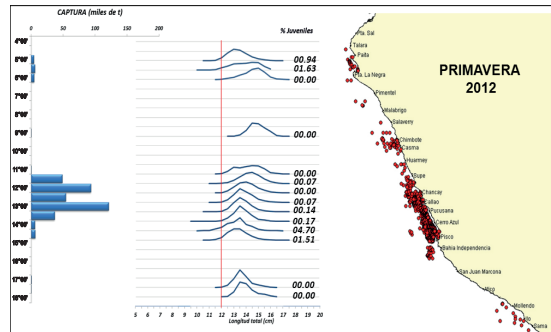 CAPTURA (miles de t)
0 50 100 150 200
4°00'
5°00'
6°00'
7°00'
8°00'
9°00'
10°00'
11°00'
12°00'
13°00'
14°00'
15°00'
16°00'
17°00'
18°00'
% Juveniles
00.94
01.63
00.00
00.00
00.00
00.07
00.00
00.07
00.14
00.17
04.70
01.51
00.00
00.00
5 6 7 8 9 10 11 12 13 14 15 16 17 18 19 20
Longitud total (cm)
PRIMAVERA
2012
Pta. Sal
Talara
Paita
Pta. La Negra
Pimentel
Malabrigo
Salaverry
Chimbote
Casma
Huarmey
Supe
Chancay
Callao
Pucusana
Cerro Azul
Pisco
Bahía Independencia
San Juan Marcona
Atico
Mollendo
Ilo
Sama